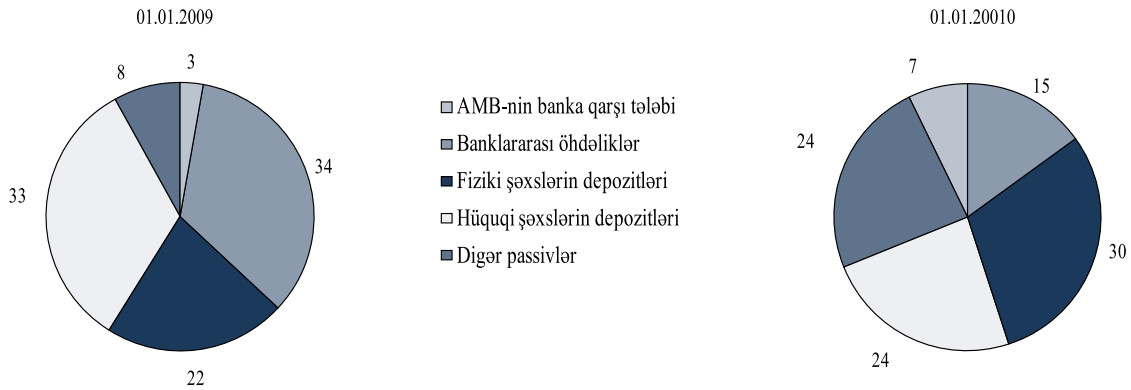 01.01.2009
3
34
22
33
8
AMB-nin banka qarşı tələbi
Banklararası öhdəliklər
Fiziki şəxslərin depozitləri
Hüquqi şəxslərin depozitləri
Digər passivlər
01.01.20010
7
15
30
24
24